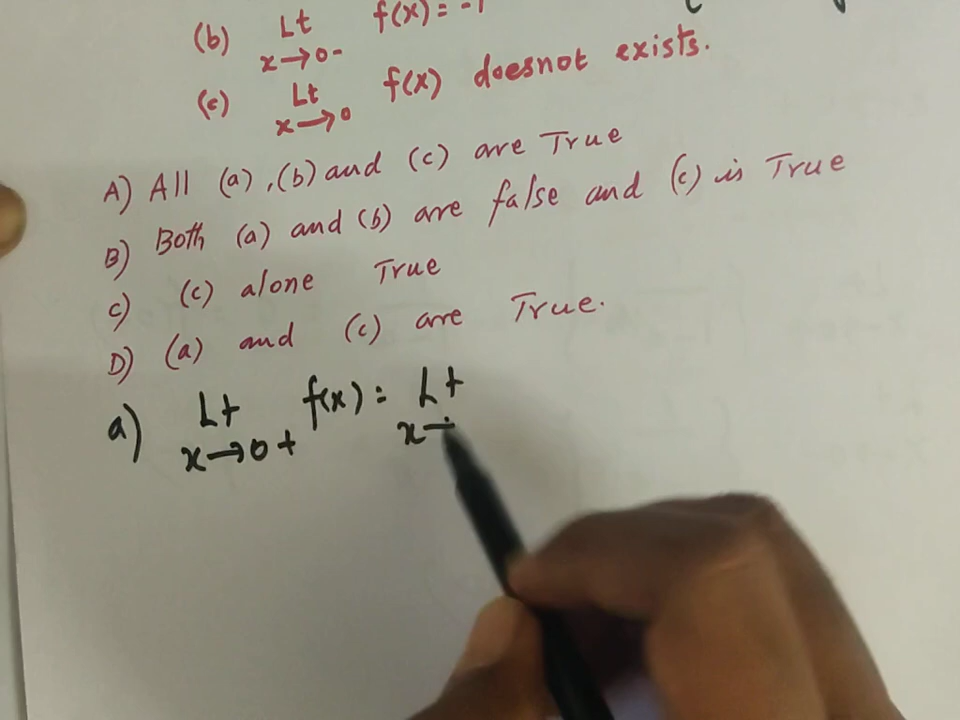 (b) Lt f(x) = -1
x→0-
(c) Lt f(x) doesnot exists.
x→0
A) All (a), (b) and (c) are True
B) Both (a) and (b) are false and (c) is True
c) (c) alone True
D) (a) and (c) are True.
a) Lt f(x) = Lt
x→0+ x→